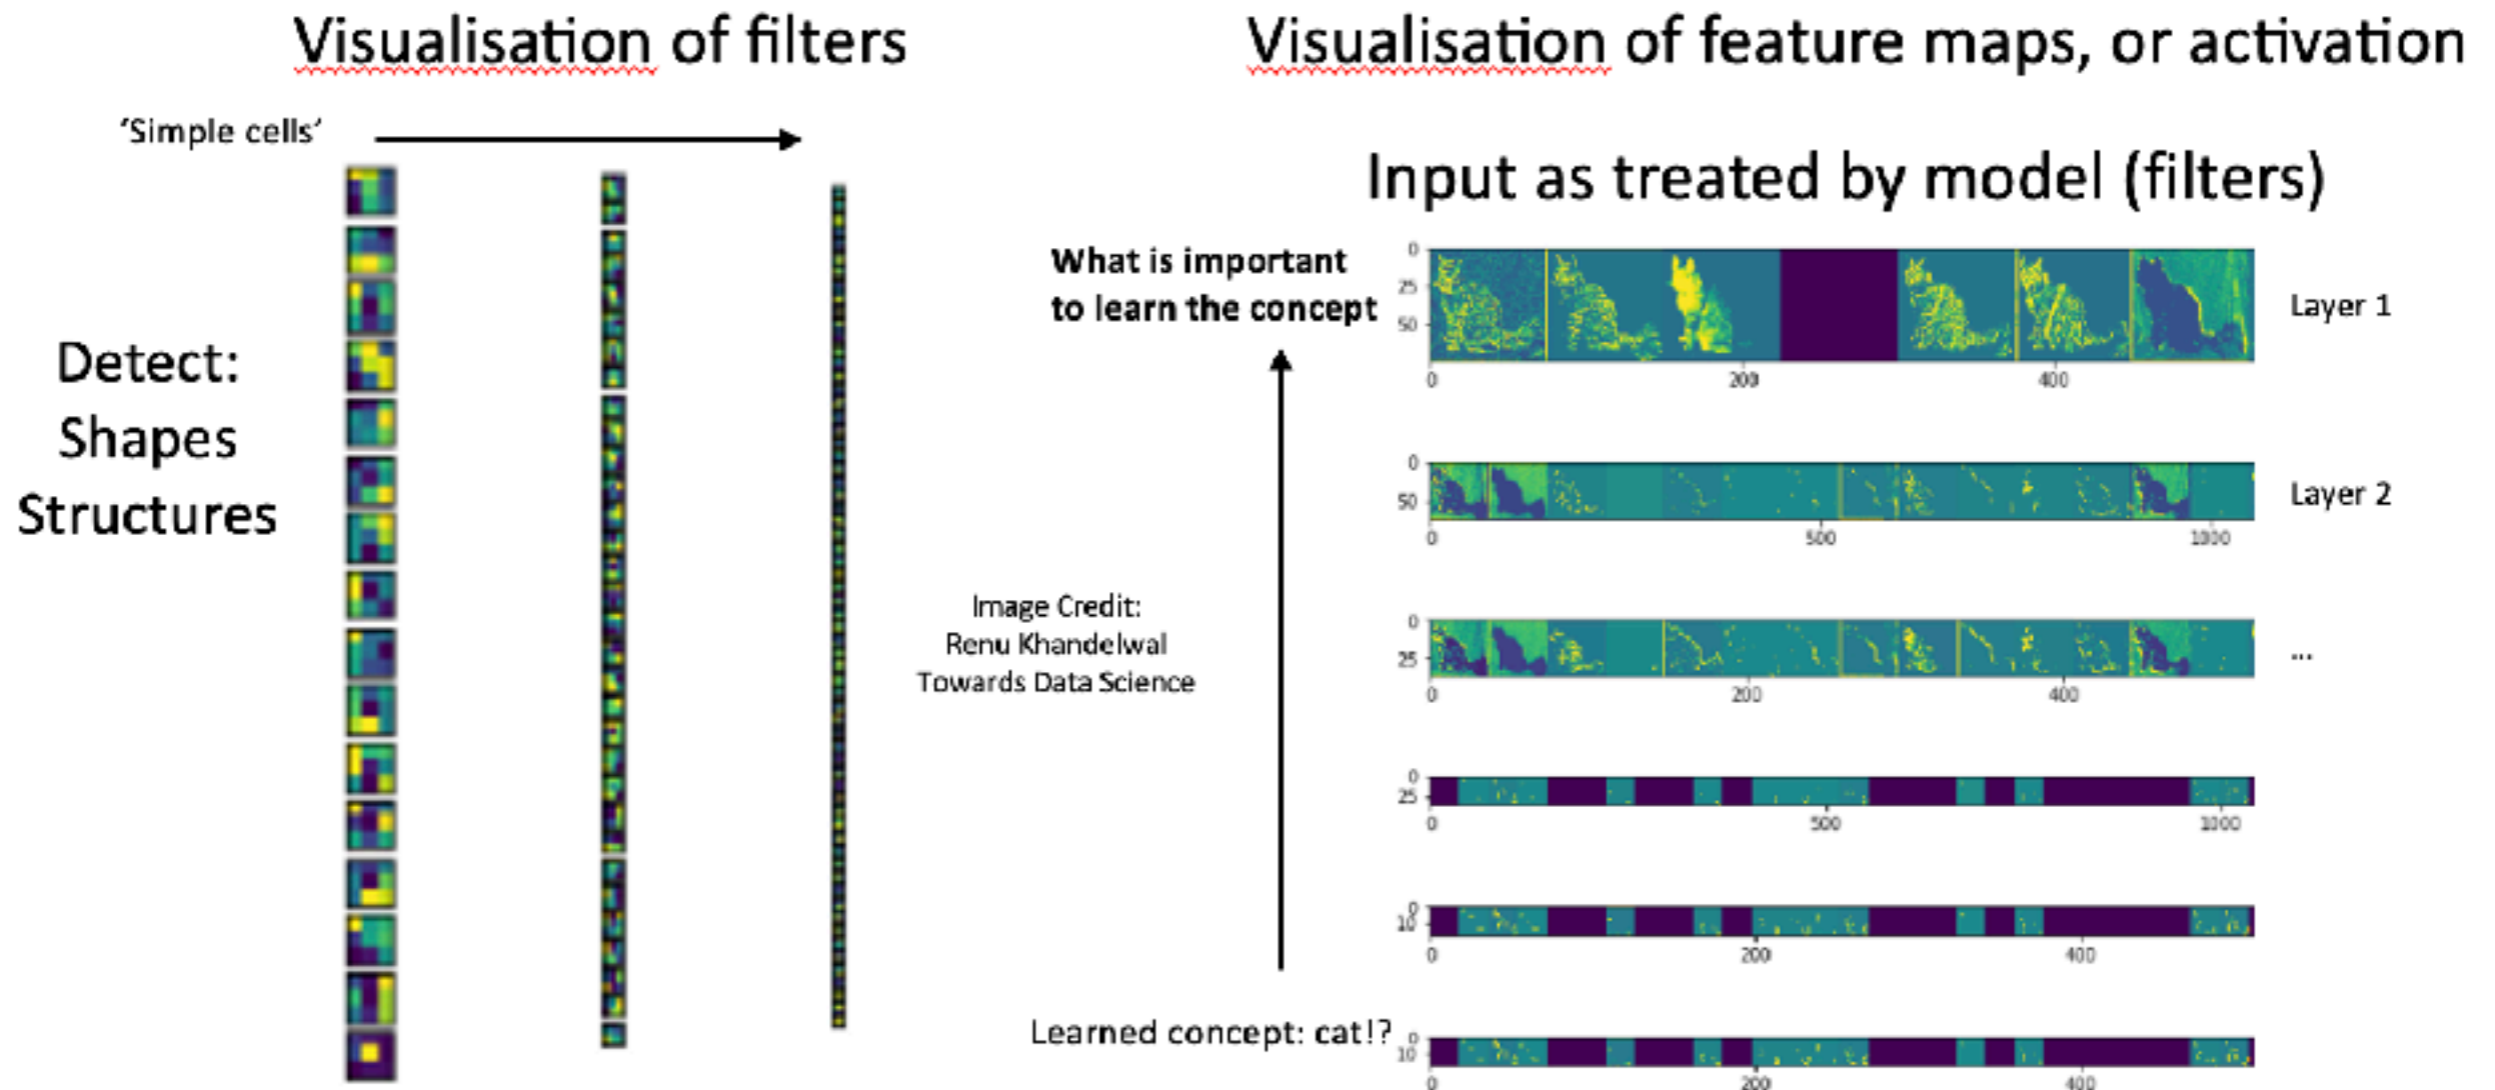 Visualisation of filters
'Simple cells'
Detect:
Shapes
Structures
Image Credit:
Renu Khandelwal
Towards Data Science
Visualisation of feature maps, or activation
Input as treated by model (filters)
What is important
to learn the concept
Learned concept: cat!?
0
25
50
0 200 400
Layer 1
0
50
0 500 1000
Layer 2
0
25
0 200 400
...
0
25
0 500 1000
0
10
0 200 400
0
10
0 200 400